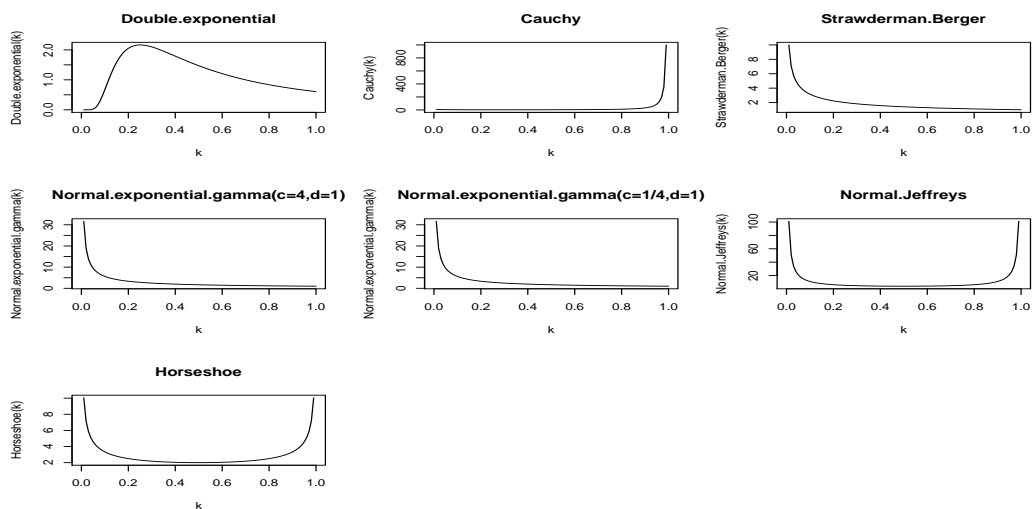 Double.exponential
Double.exponential(k)
0.0 1.0 2.0
0.0 0.2 0.4 0.6 0.8 1.0
k
Cauchy
Cauchy(k)
0 400 1000
0.0 0.2 0.4 0.6 0.8 1.0
k
Strawderman.Berger
Strawderman.Berger(k)
2 4 6 8
0.0 0.2 0.4 0.6 0.8 1.0
k
Normal.exponential.gamma(c=4,d=1)
Normal.exponential.gamma(k)
0 10 20 30
0.0 0.2 0.4 0.6 0.8 1.0
k
Normal.exponential.gamma(c=1/4,d=1)
Normal.exponential.gamma(k)
0 10 20 30
0.0 0.2 0.4 0.6 0.8 1.0
k
Normal.Jeffreys
Normal.Jeffreys(k)
20 60 100
0.0 0.2 0.4 0.6 0.8 1.0
k
Horseshoe
Horseshoe(k)
2 4 6 8
0.0 0.2 0.4 0.6 0.8 1.0
k